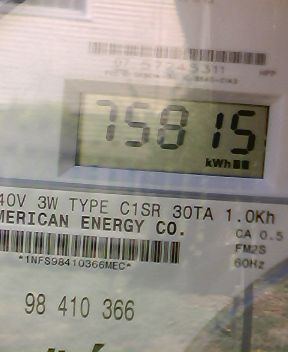 75815
kWh
40V 3W TYPE C1SR 30TA 1.0Kh
MERICAN ENERGY CO.
CA 0.5
FM2S
*1NFS98410366MEC*
60Hz
98 410 366